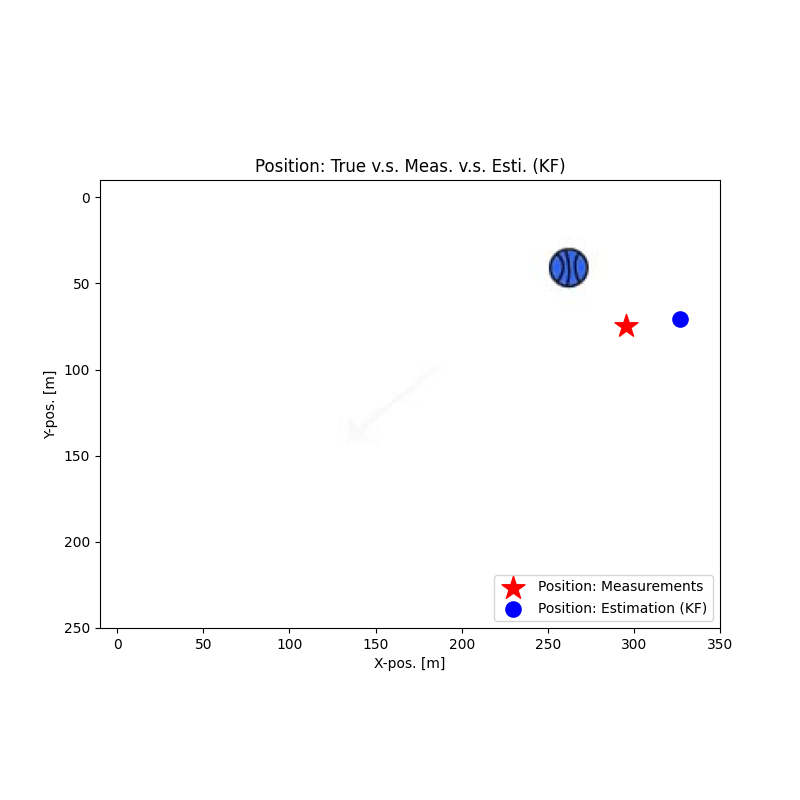 Position: True v.s. Meas. v.s. Esti. (KF)
0
50
100
150
200
250
Y-pos. [m]
0 50 100 150 200 250 300 350
X-pos. [m]
Position: Measurements
Position: Estimation (KF)